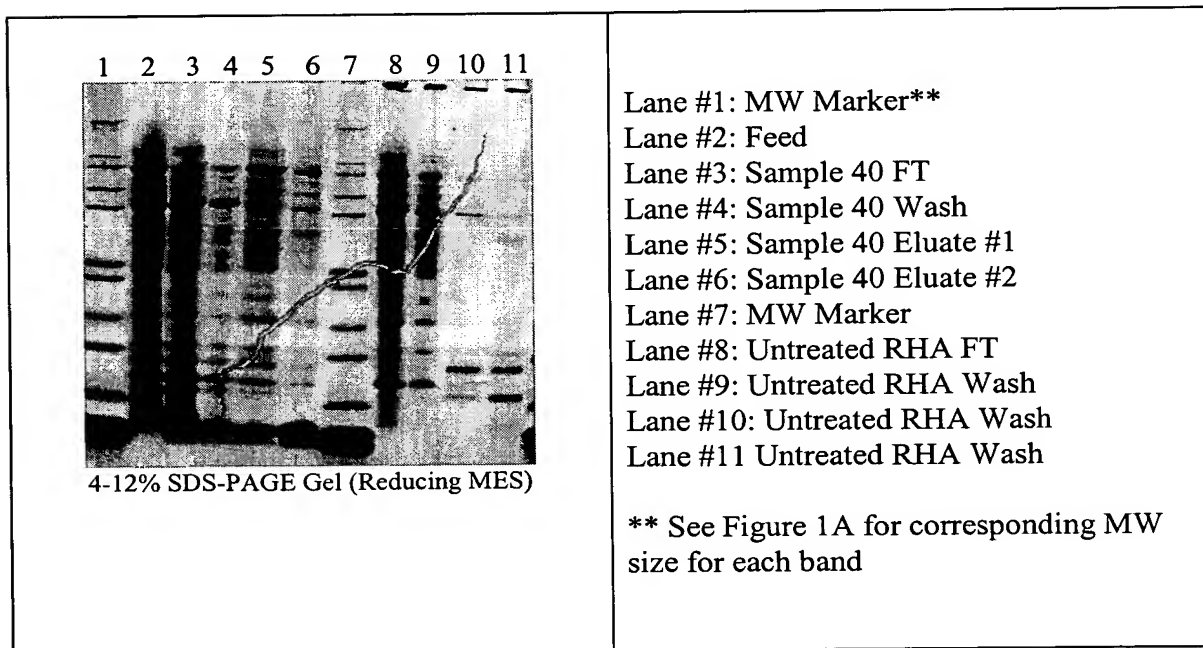 1 2 3 4 5 6 7 8 9 10 11
4-12% SDS-PAGE Gel (Reducing MES)
Lane #1: MW Marker**
Lane #2: Feed
Lane #3: Sample 40 FT
Lane #4: Sample 40 Wash
Lane #5: Sample 40 Eluate #1
Lane #6: Sample 40 Eluate #2
Lane #7: MW Marker
Lane #8: Untreated RHA FT
Lane #9: Untreated RHA Wash
Lane #10: Untreated RHA Wash
Lane #11 Untreated RHA Wash
** See Figure 1A for corresponding MW
size for each band